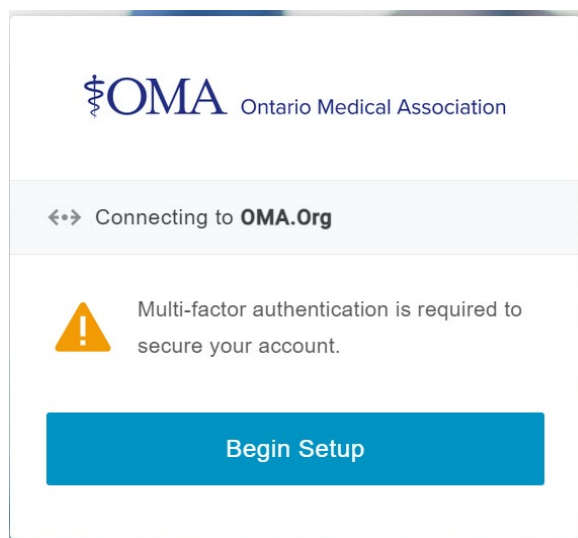 OMA Ontario Medical Association
Connecting to OMA.Org
Multi-factor authentication is required to
secure your account.
Begin Setup